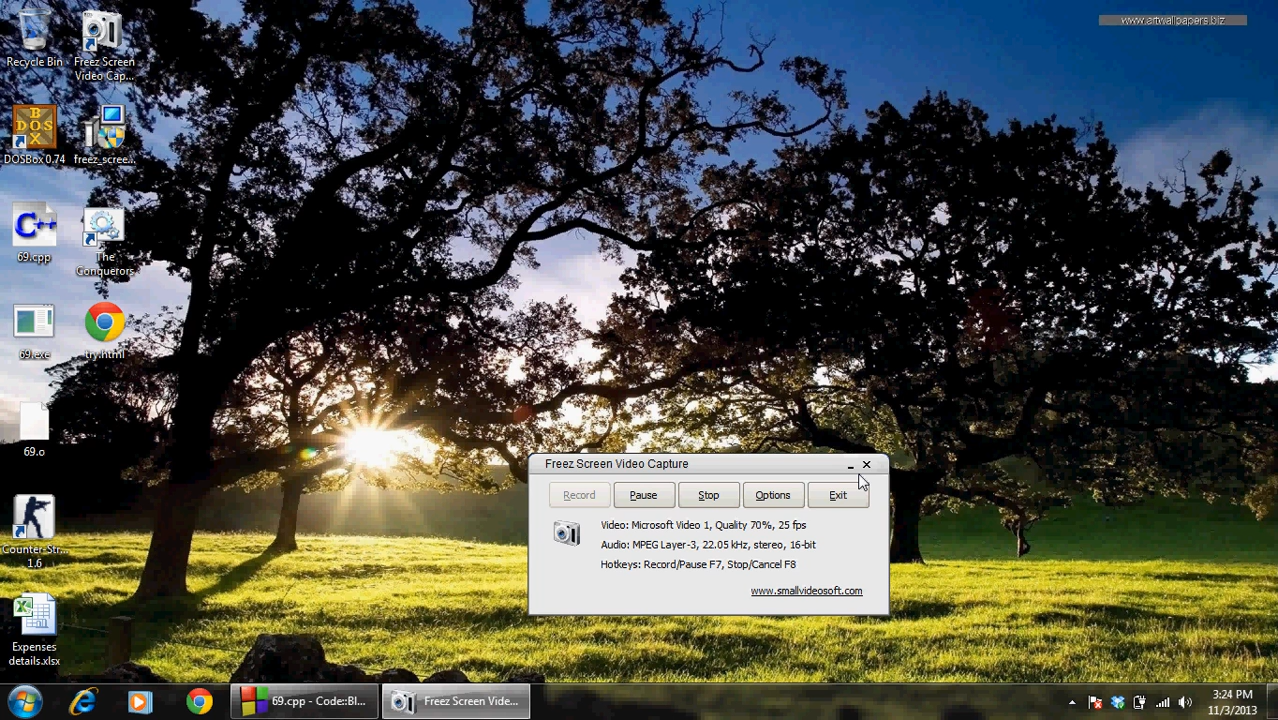 www.artwallpapers.biz
Recycle Bin
Freez Screen
Video Cap...
DOSBox 0.74
freez_scree...
69.cpp
The
Conquerors
69.exe
try.html
69.o
Counter-Str...
1.6
Expenses
details.xlsx
Freez Screen Video Capture
Record
Pause
Stop
Options
Exit
Video: Microsoft Video 1, Quality 70%, 25 fps
Audio: MPEG Layer-3, 22.05 kHz, stereo, 16-bit
Hotkeys: Record/Pause F7, Stop/Cancel F8
www.smallvideosoft.com
69.cpp - Code::Bl...
Freez Screen Vide...
3:24 PM
11/3/2013